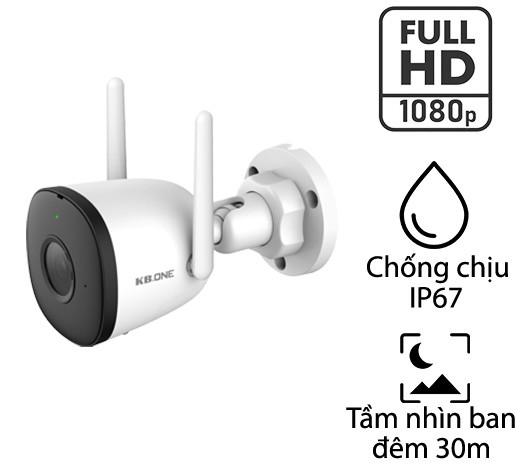 FULL
HD
1080p
KB.ONE
Chống chịu
IP67
Tầm nhìn ban
đêm 30m